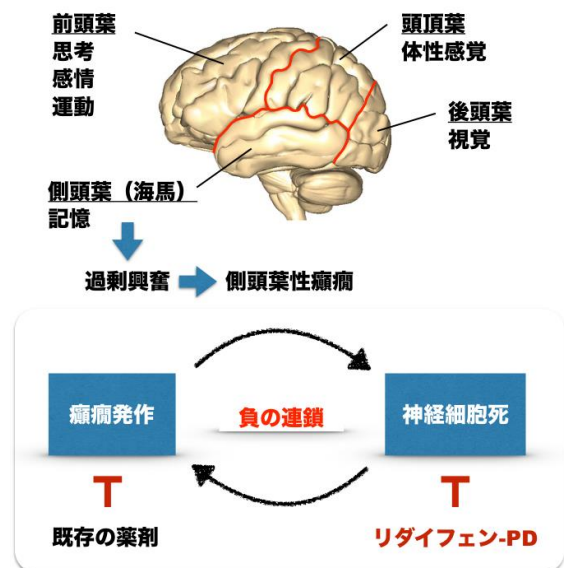 前頭葉
思考
感情
運動
頭頂葉
体性感覚
後頭葉
視覚
側頭葉（海馬）
記憶
過剰興奮
側頭葉性癲癇
癲癇発作
負の連鎖
神経細胞死
既存の薬剤
リダイフェン-PD